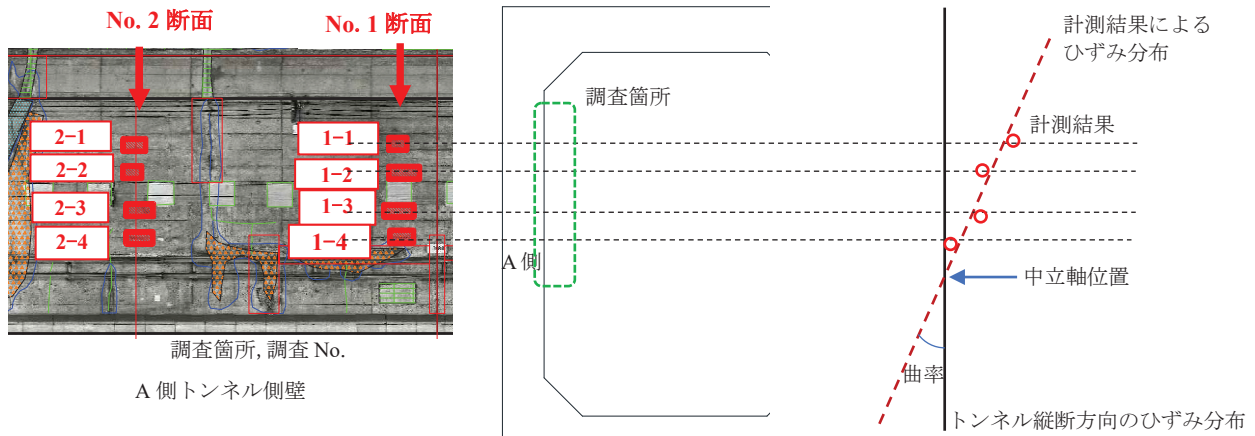 No. 2 断面
No. 1 断面
2-1
2-2
2-3
2-4
1-1
1-2
1-3
1-4
調査箇所, 調査 No.
A 側トンネル側壁
調査箇所
A 側
計測結果による
ひずみ分布
計測結果
中立軸位置
曲率
トンネル縦断方向のひずみ分布